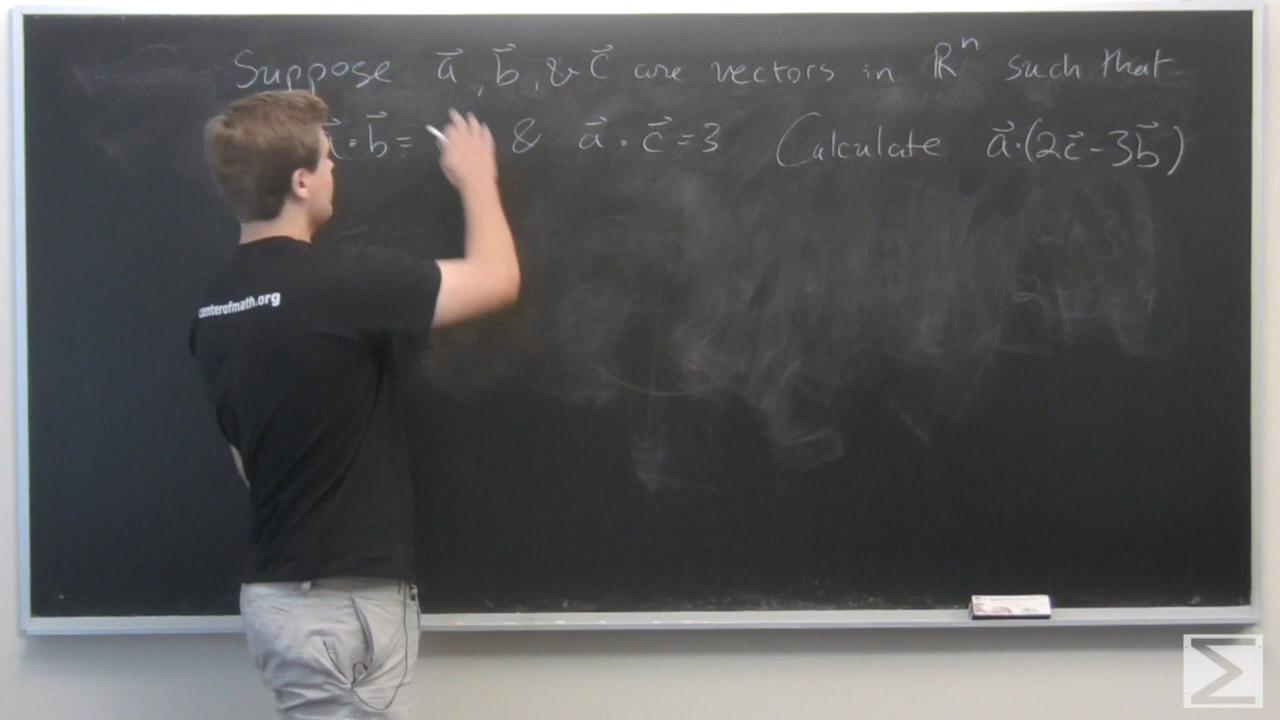 Suppose a⃗, b⃗, & c⃗ are vectors in ℝⁿ such that
a⃗·b⃗ = & a⃗·c⃗ = 3 Calculate a⃗·(2c⃗ - 3b⃗)
centerofmath.org
Σ